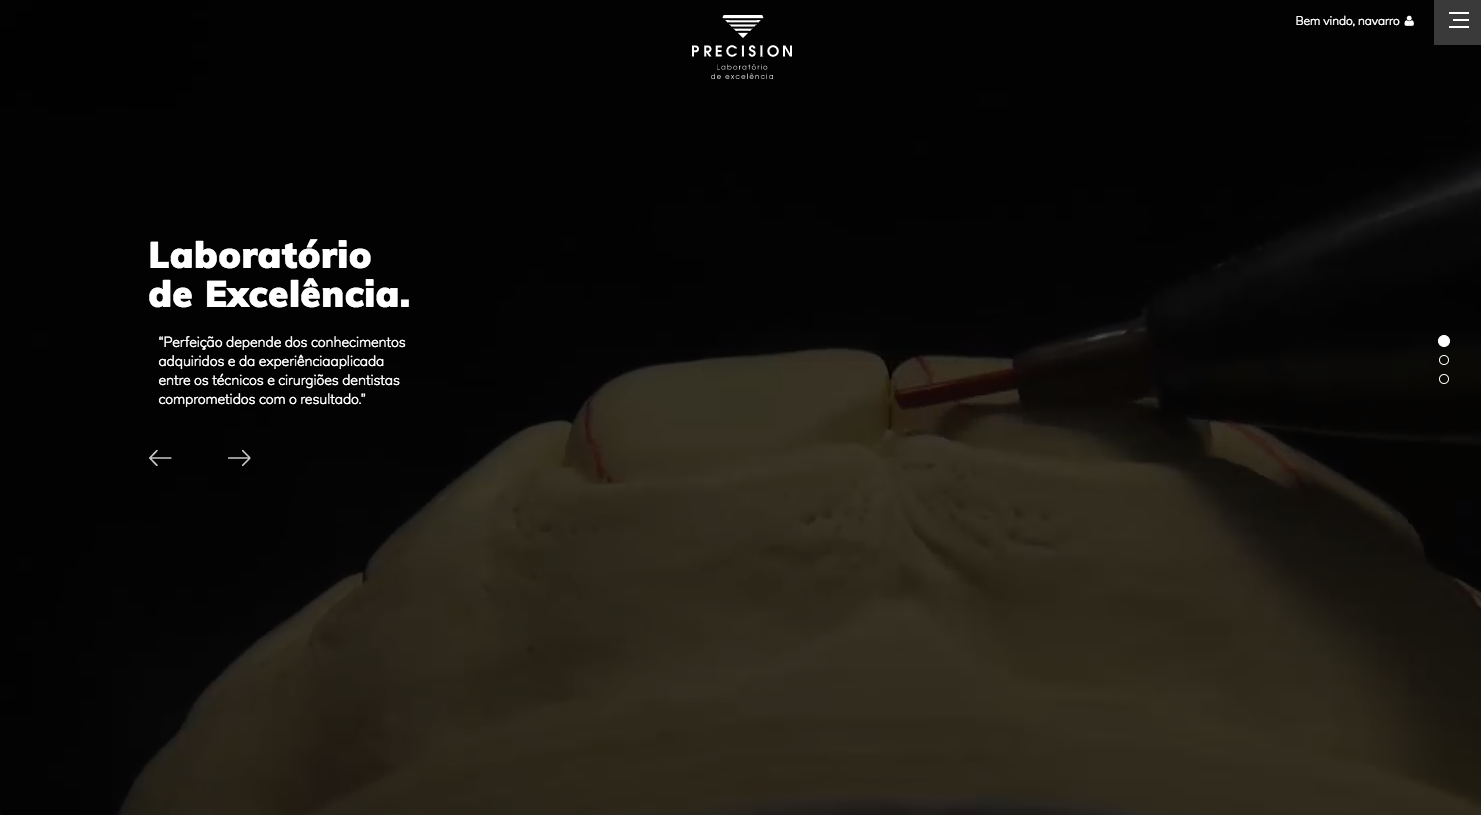 PRECISION
Laboratório
de excelência
Bem vindo, navarro
Laboratório
de Excelência.
"Perfeição depende dos conhecimentos
adquiridos e da experiênciaaplicada
entre os técnicos e cirurgiões dentistas
comprometidos com o resultado."